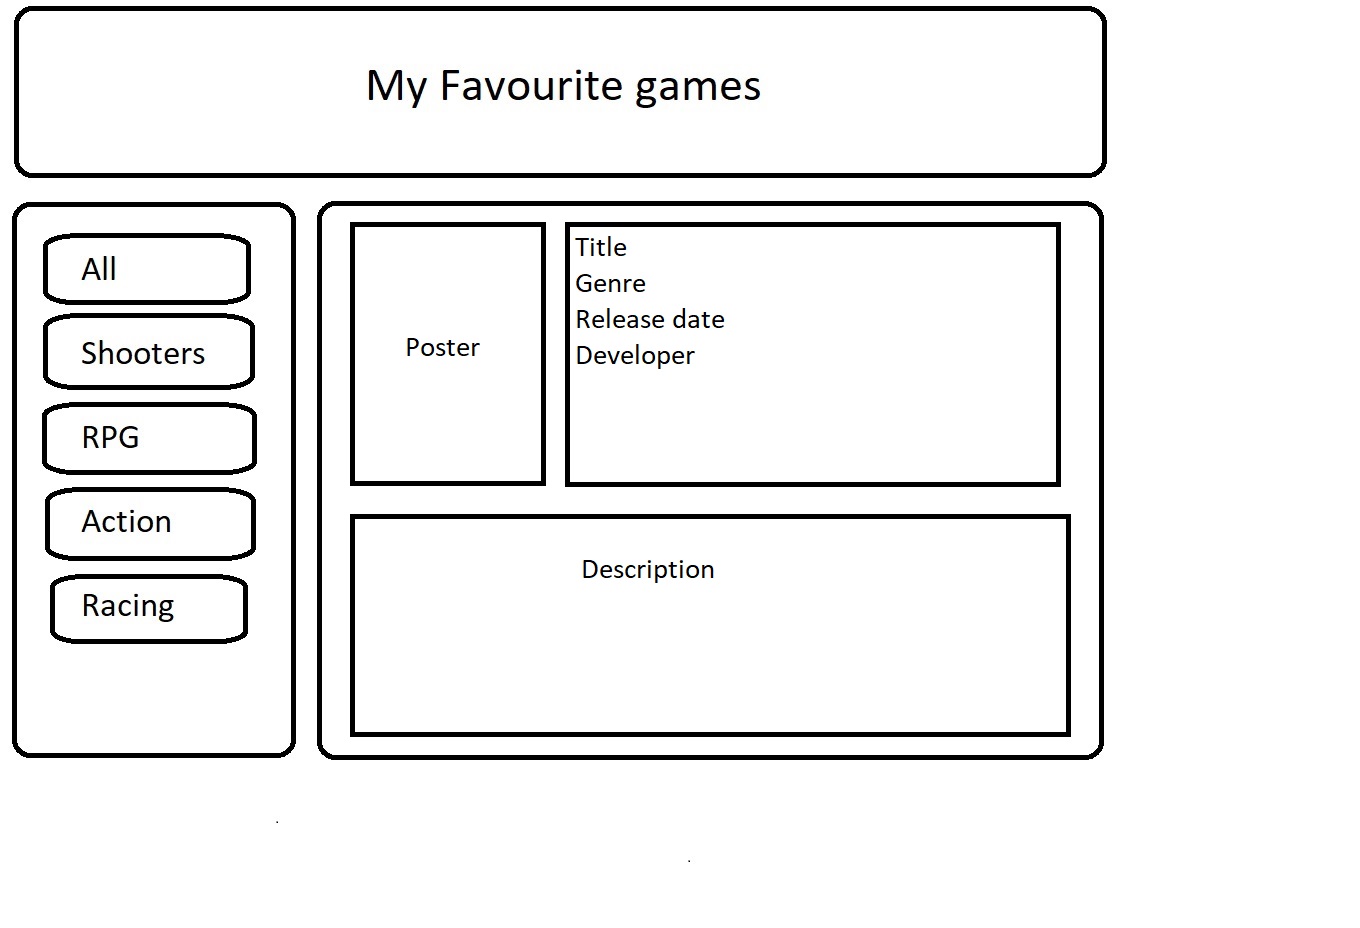 My Favourite games
All
Shooters
RPG
Action
Racing
Poster
Title
Genre
Release date
Developer
Description